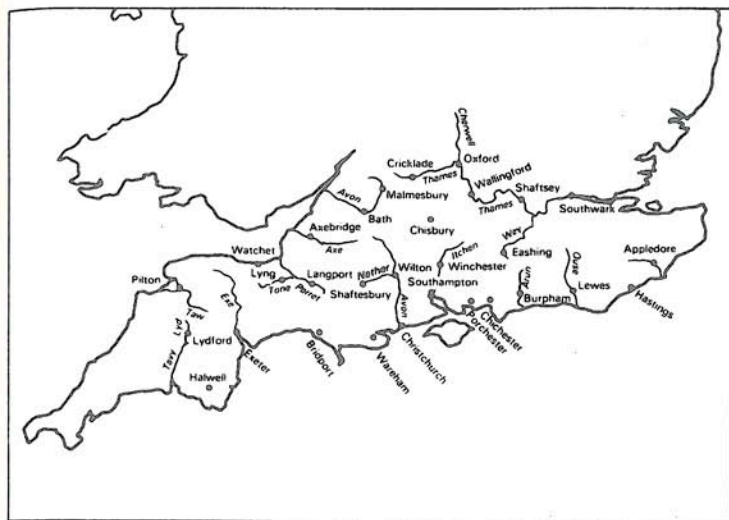 Cherwell
Oxford
Cricklade
Thames
Wallingford
Shaftsey
Malmesbury
Avon
Thames
Southwark
Bath
Chisbury
Axebridge
Wey
Axe
Itchen
Eashing
Appledore
Watchet
Ouse
Lyng
Langport
Nether
Wilton
Winchester
Pilton
Exe
Tone
Parret
Shaftesbury
Southampton
Arun
Lewes
Burpham
Hastings
Taw
Avon
Chichester
Porchester
Lyd
Lydford
Exeter
Bridport
Wareham
Christchurch
Tavy
Halwell